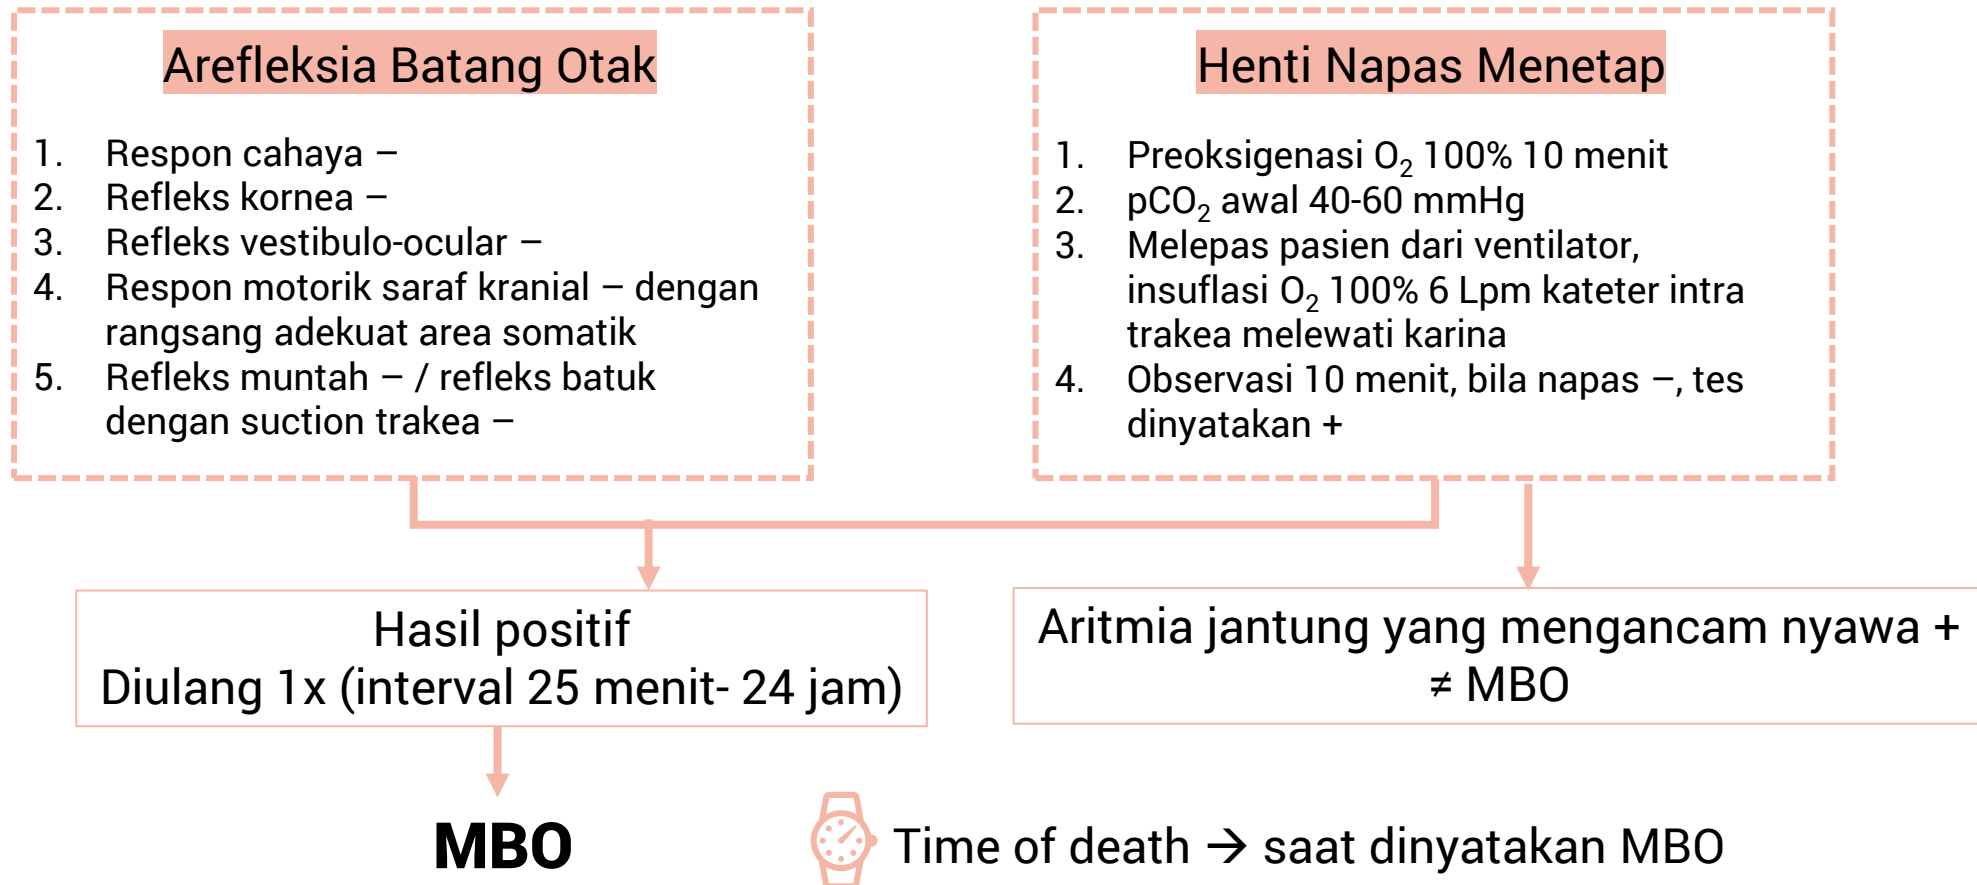 Arefleksia Batang Otak
1. Respon cahaya –
2. Refleks kornea –
3. Refleks vestibulo-ocular –
4. Respon motorik saraf kranial – dengan
rangsang adekuat area somatik
5. Refleks muntah – / refleks batuk
dengan suction trakea –
Henti Napas Menetap
1. Preoksigenasi O₂ 100% 10 menit
2. pCO₂ awal 40-60 mmHg
3. Melepas pasien dari ventilator,
insuflasi O₂ 100% 6 Lpm kateter intra
trakea melewati karina
4. Observasi 10 menit, bila napas –, tes
dinyatakan +
Hasil positif
Diulang 1x (interval 25 menit- 24 jam)
Aritmia jantung yang mengancam nyawa +
≠ MBO
MBO
Time of death → saat dinyatakan MBO